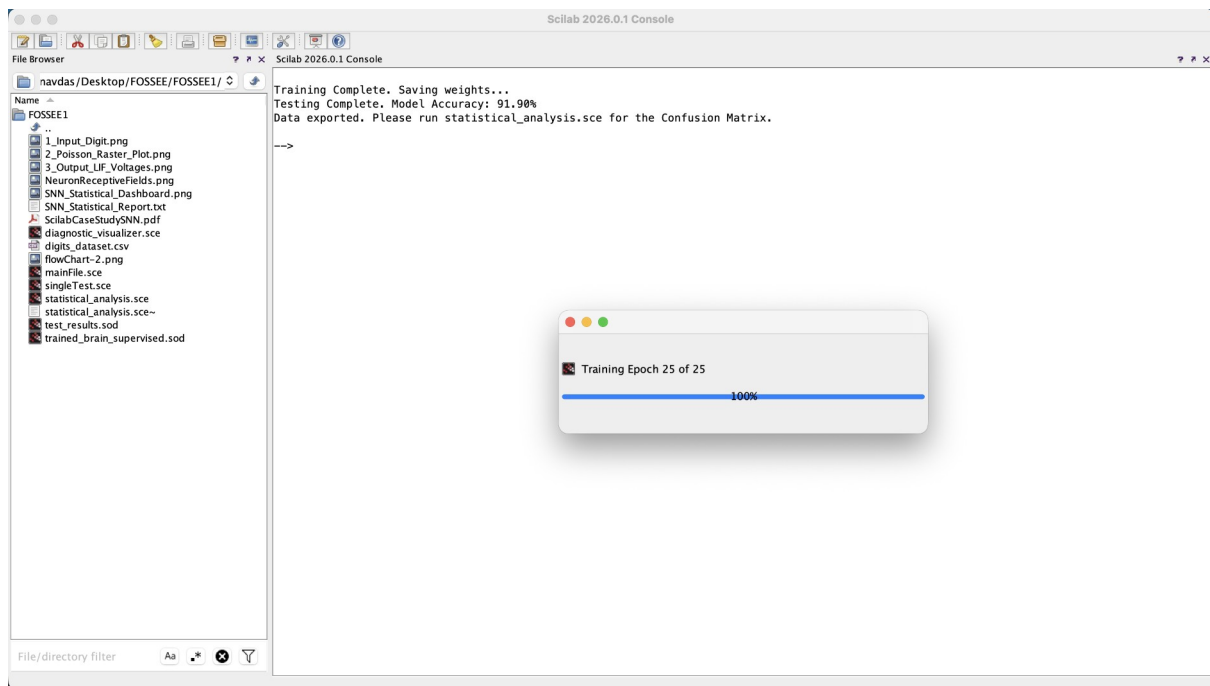 Scilab 2026.0.1 Console
File Browser
? ↗ X
Scilab 2026.0.1 Console
? ↗ X
navdas/Desktop/FOSSEE/FOSSEE1/
Name
FOSSEE1
..
1_Input_Digit.png
2_Poisson_Raster_Plot.png
3_Output_LIF_Voltages.png
NeuronReceptiveFields.png
SNN_Statistical_Dashboard.png
SNN_Statistical_Report.txt
ScilabCaseStudySNN.pdf
diagnostic_visualizer.sce
digits_dataset.csv
flowChart-2.png
mainFile.sce
singleTest.sce
statistical_analysis.sce
statistical_analysis.sce~
test_results.sod
trained_brain_supervised.sod
File/directory filter
Aa
.*
Training Complete. Saving weights...
Testing Complete. Model Accuracy: 91.90%
Data exported. Please run statistical_analysis.sce for the Confusion Matrix.
-->
Training Epoch 25 of 25
100%